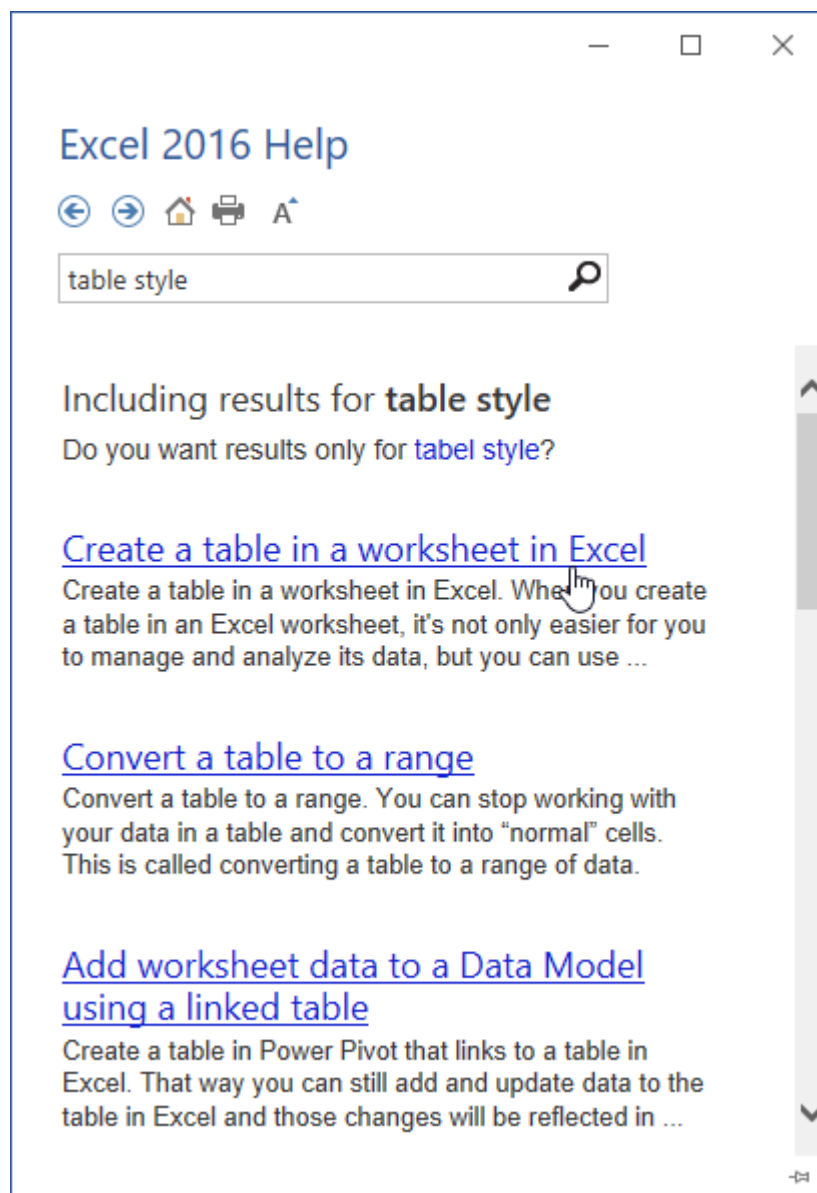 Excel 2016 Help
A
table style
Including results for table style
Do you want results only for tabel style?
Create a table in a worksheet in Excel
Create a table in a worksheet in Excel. When you create
a table in an Excel worksheet, it's not only easier for you
to manage and analyze its data, but you can use ...
Convert a table to a range
Convert a table to a range. You can stop working with
your data in a table and convert it into “normal” cells.
This is called converting a table to a range of data.
Add worksheet data to a Data Model
using a linked table
Create a table in Power Pivot that links to a table in
Excel. That way you can still add and update data to the
table in Excel and those changes will be reflected in ...